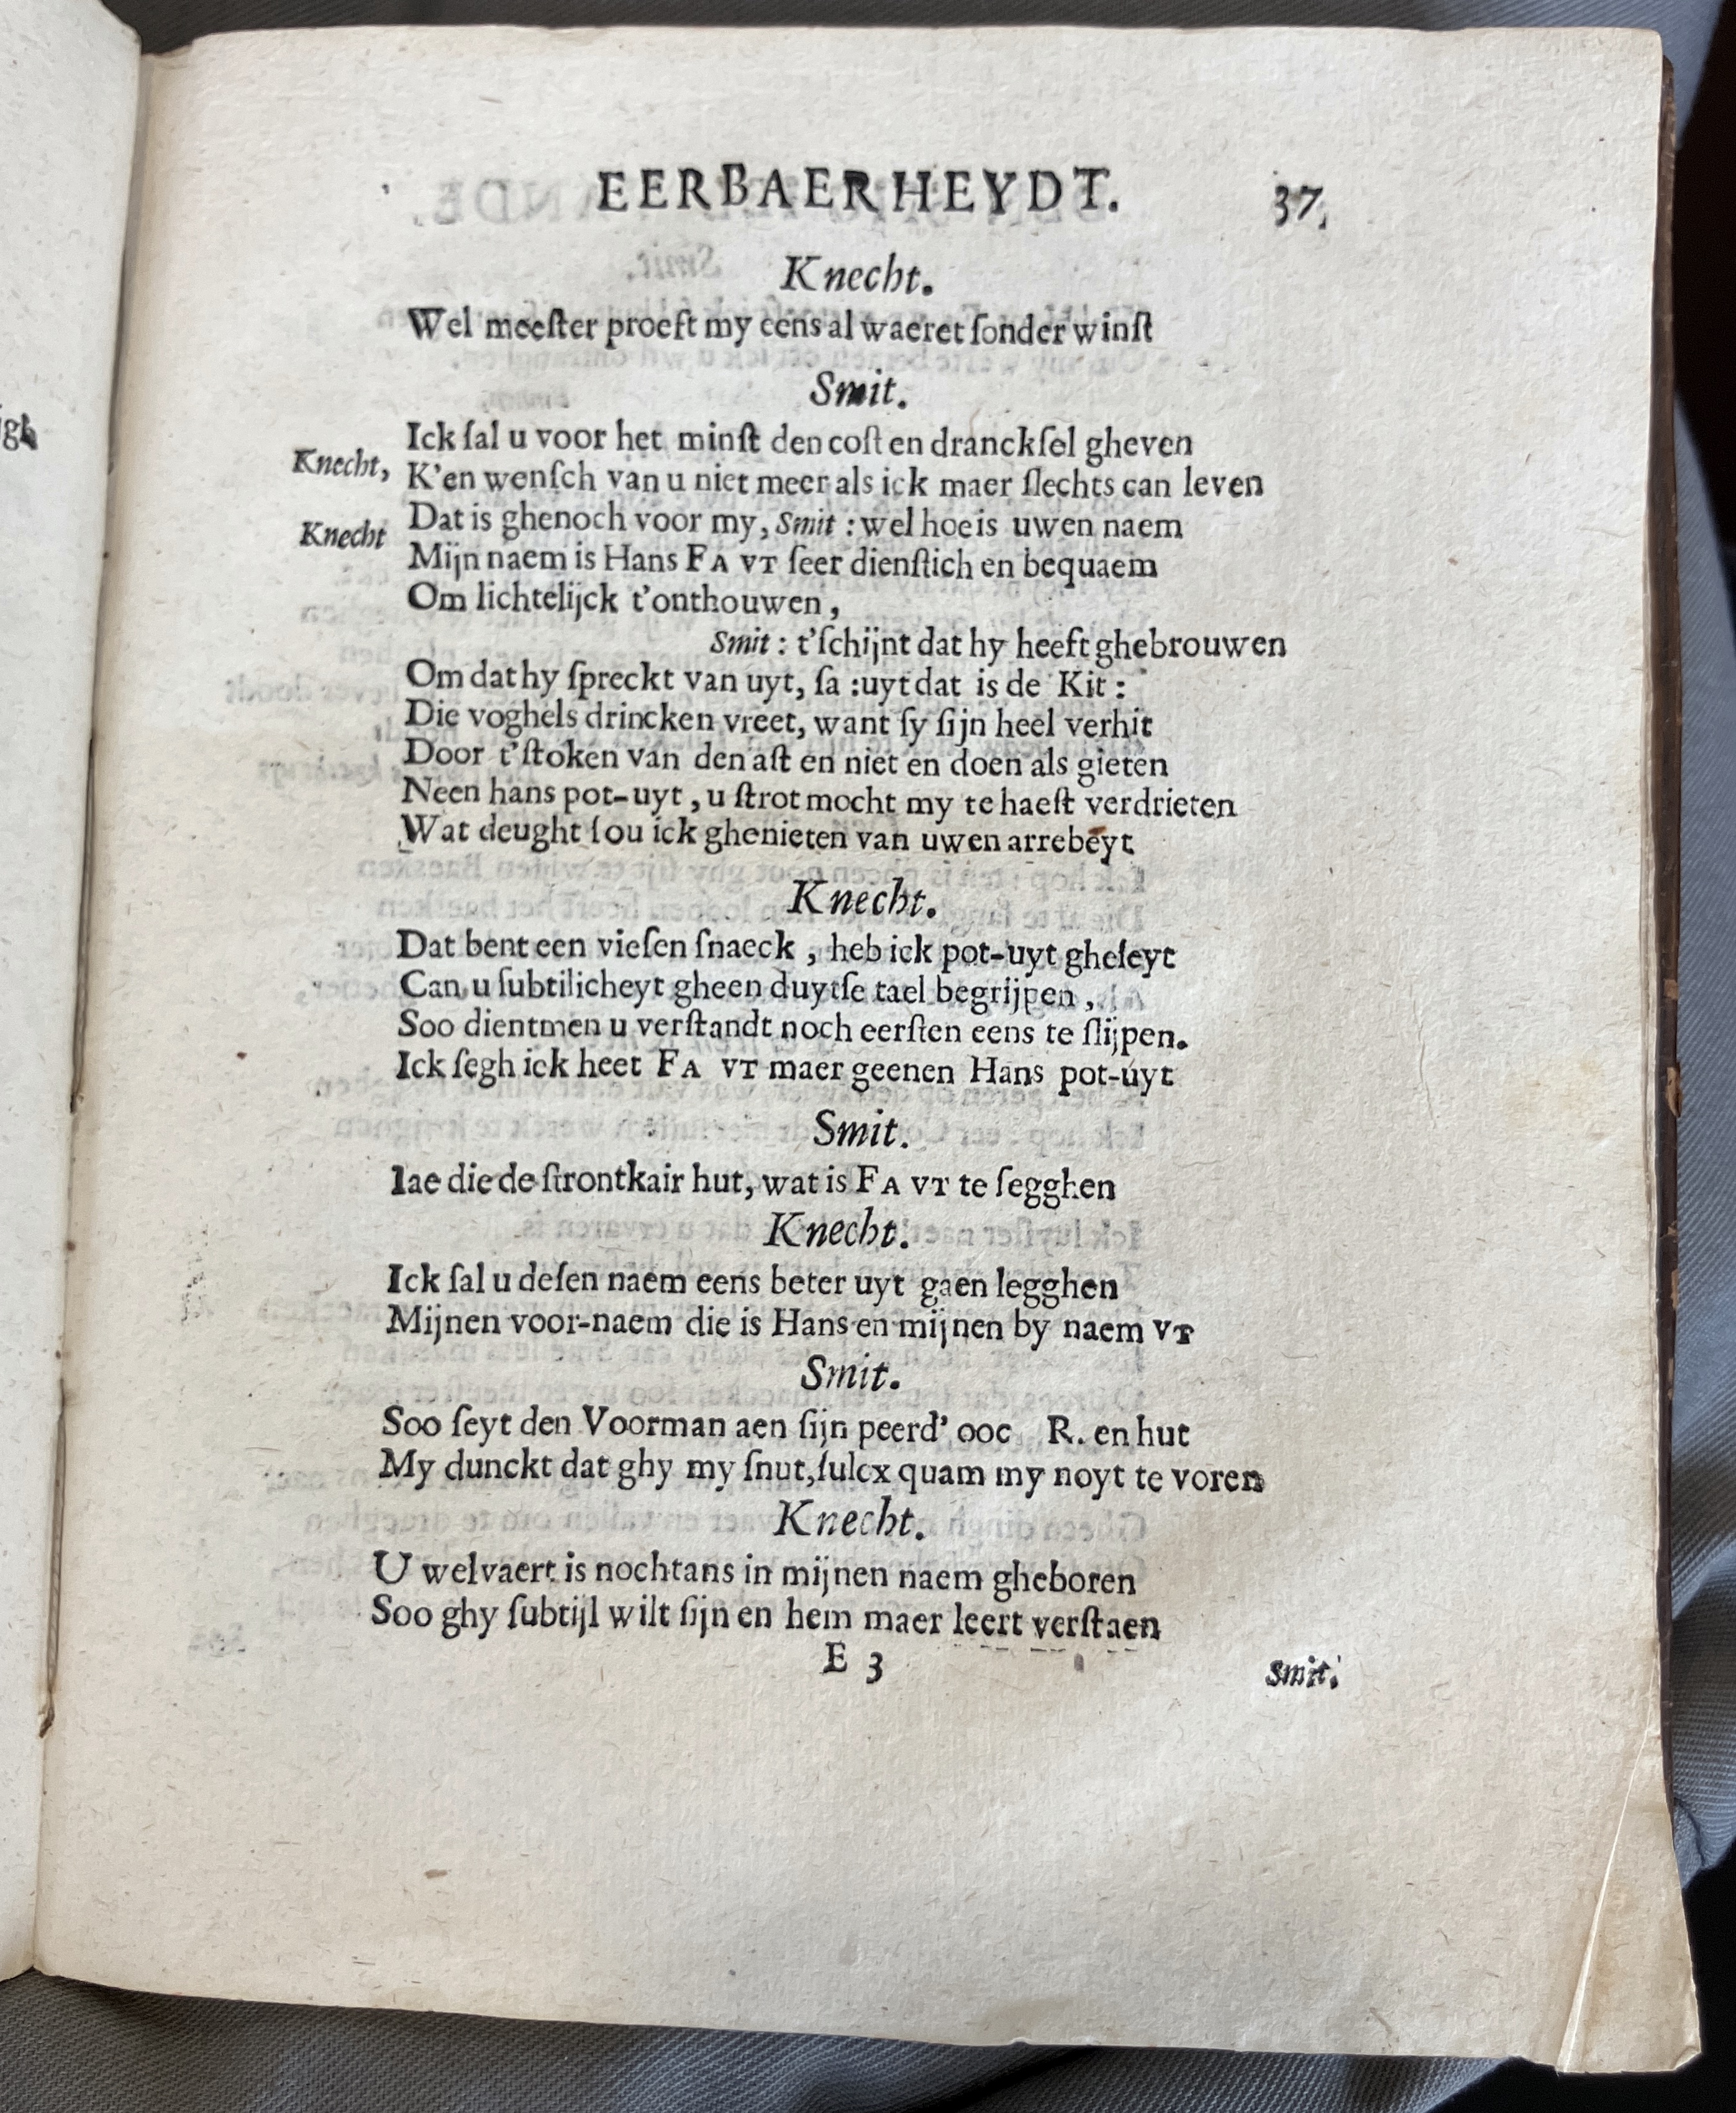 EERBAERHEYDT. 37.
Knecht.
Wel meeſter proeft my eens al waeret ſonder winſt
Smit.
Ick ſal u voor het minſt den coſt en dranckſel gheven
Knecht, K'en wenſch van u niet meer als ick maer ſlechts can leven
Dat is ghenoch voor my, Smit : wel hoe is uwen naem
Knecht Mijn naem is Hans FA VT ſeer dienſtich en bequaem
Om lichtelijck t'onthouwen,
Smit : t'ſchijnt dat hy heeft ghebrouwen
Om dat hy ſpreckt van uyt, ſa : uyt dat is de Kit :
Die voghels drincken vreet, want ſy ſijn heel verhit
Door t'ſtoken van den aſt en niet en doen als gieten
Neen hans pot-uyt, u ſtrot mocht my te haeſt verdrieten
Wat deught ſou ick ghenieten van uwen arrebeyt
Knecht.
Dat bent een vieſen ſnaeck, heb ick pot-uyt gheſeyt
Can u ſubtilicheyt gheen duytſe tael begrijpen,
Soo dientmen u verſtandt noch eerſten eens te ſlijpen.
Ick ſegh ick heet FA VT maer geenen Hans pot-uyt
Smit.
Iae die de ſtrontkair hut, wat is FA VT te ſegghen
Knecht.
Ick ſal u deſen naem eens beter uyt gaen legghen
Mijnen voor-naem die is Hans en mijnen by naem VT
Smit.
Soo ſeyt den Voorman aen ſijn peerd' ooc R. en hut
My dunckt dat ghy my ſnut, ſulcx quam my noyt te voren
Knecht.
U welvaert is nochtans in mijnen naem gheboren
Soo ghy ſubtijl wilt ſijn en hem maer leert verſtaen
E 3 Smit.